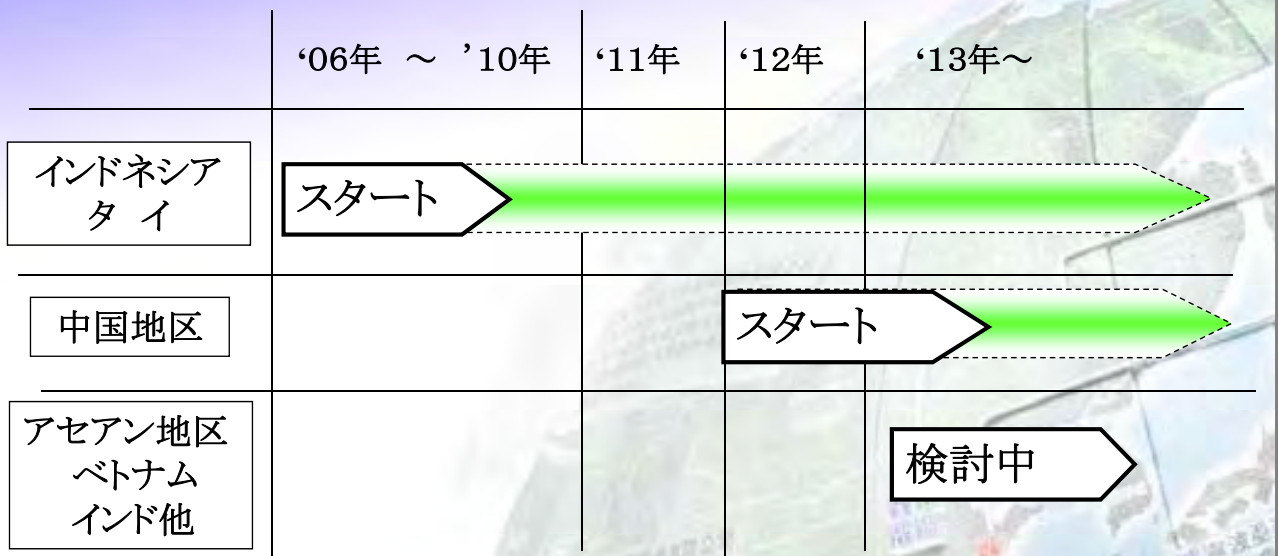 ‘06年 ～ ’10年 ‘11年 ‘12年 ‘13年～
インドネシア
タ イ
スタート
中国地区
スタート
アセアン地区
ベトナム
インド他
検討中